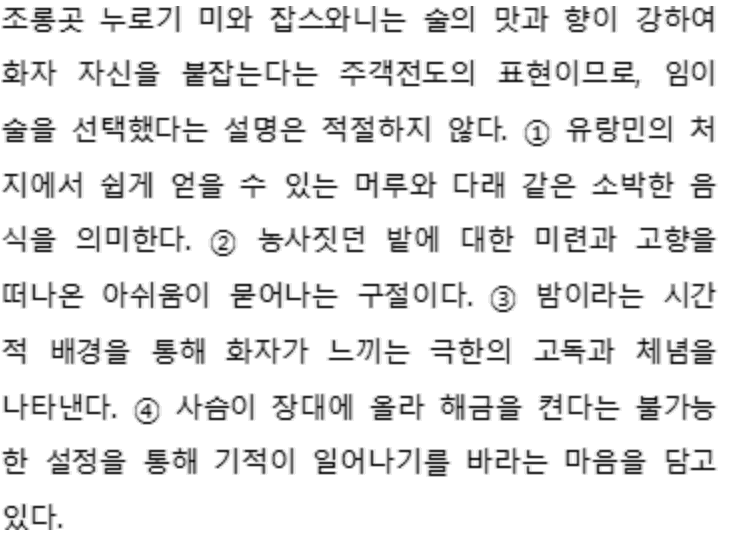 조롱곳 누로기 미와 잡스와니는 술의 맛과 향이 강하여
화자 자신을 붙잡는다는 주객전도의 표현이므로, 임이
술을 선택했다는 설명은 적절하지 않다. ① 유랑민의 처
지에서 쉽게 얻을 수 있는 머루와 다래 같은 소박한 음
식을 의미한다. ② 농사짓던 밭에 대한 미련과 고향을
떠나온 아쉬움이 묻어나는 구절이다. ③ 밤이라는 시간
적 배경을 통해 화자가 느끼는 극한의 고독과 체념을
나타낸다. ④ 사슴이 장대에 올라 해금을 켠다는 불가능
한 설정을 통해 기적이 일어나기를 바라는 마음을 담고
있다.